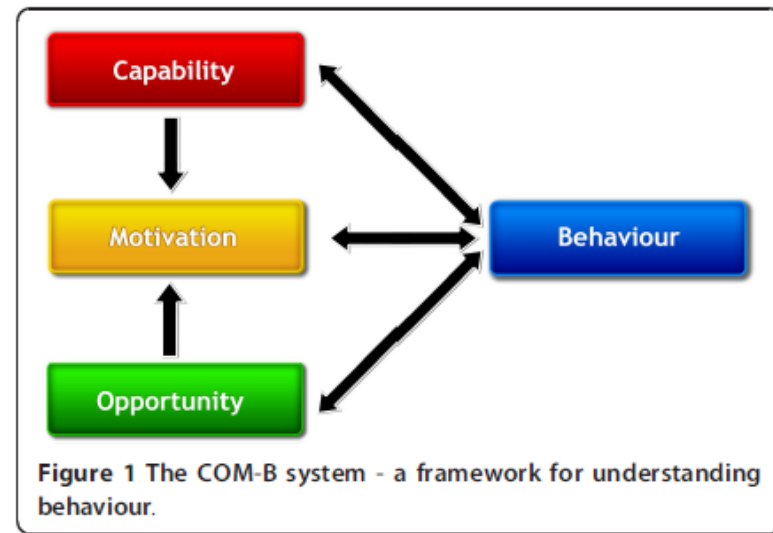 Capability
Motivation
Behaviour
Opportunity
Figure 1 The COM-B system - a framework for understanding
behaviour.